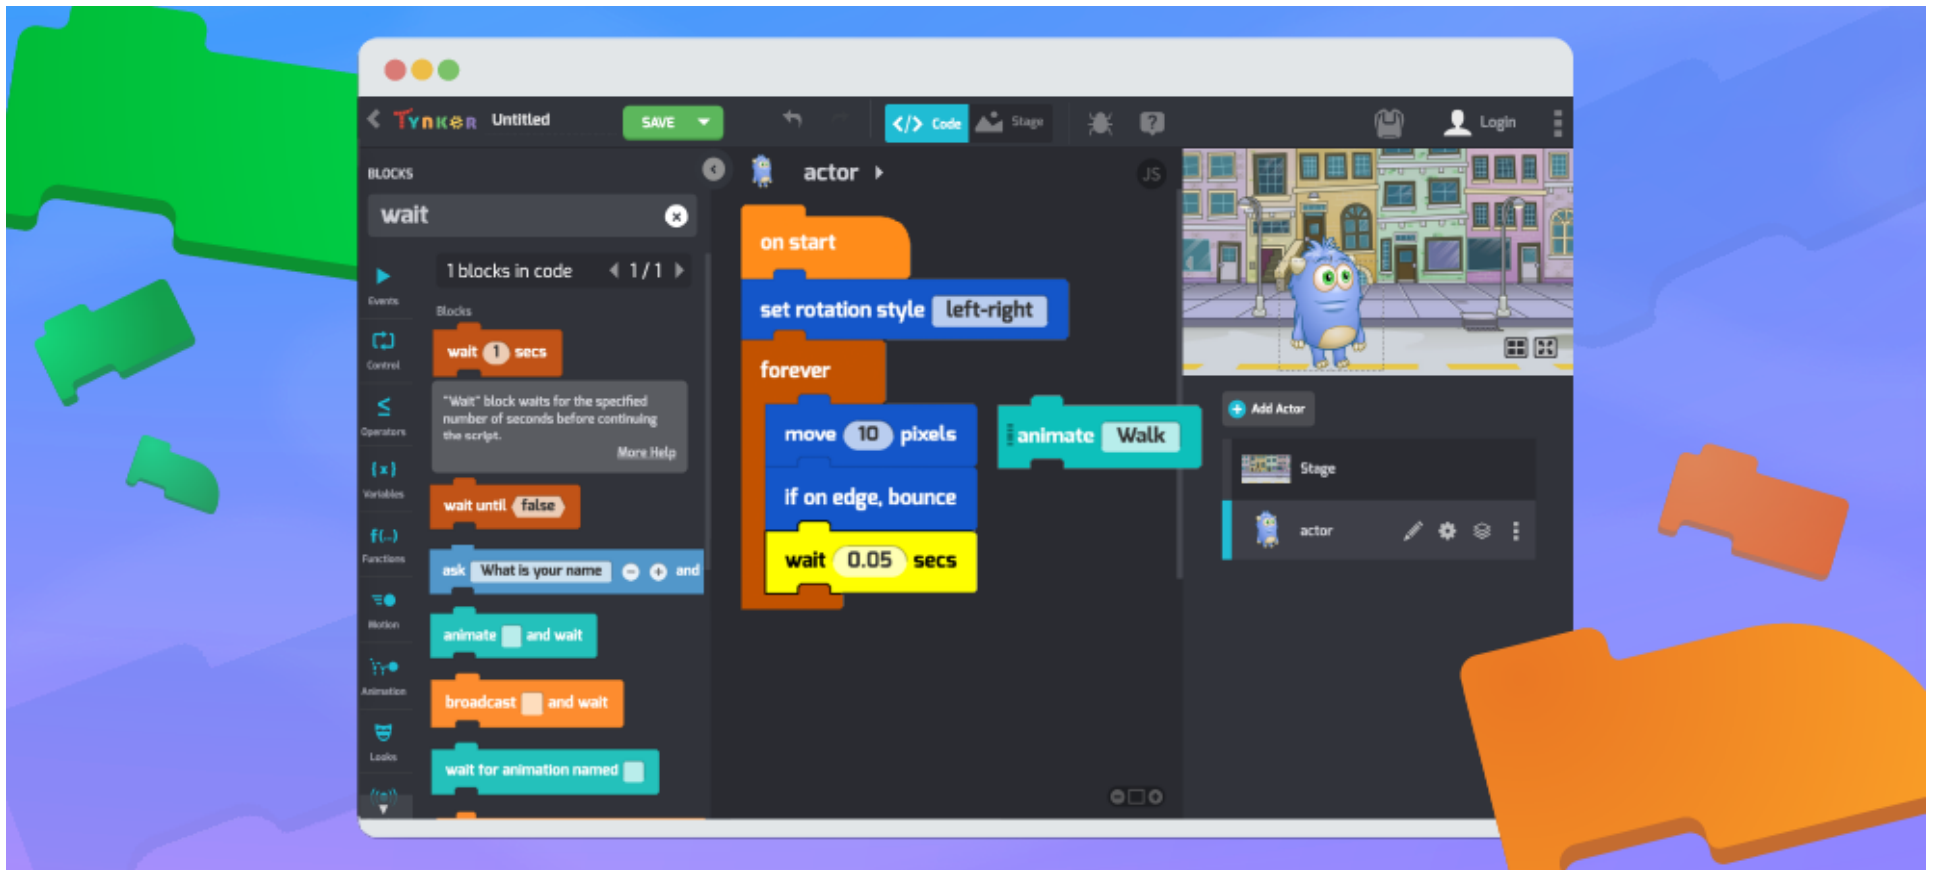 TYNKER Untitled SAVE </> Code Stage ? Login
BLOCKS
wait
1 blocks in code 1/1
Events
Control
Operators
{x}
Variables
f(...)
Functions
Motion
Animation
Looks
Blocks
wait 1 secs
"Wait" block waits for the specified
number of seconds before continuing
the script.
More Help
wait until false
ask What is your name - + and
animate and wait
broadcast and wait
wait for animation named
actor JS
on start
set rotation style left-right
forever
move 10 pixels
if on edge, bounce
wait 0.05 secs
animate Walk
Add Actor
Stage
actor